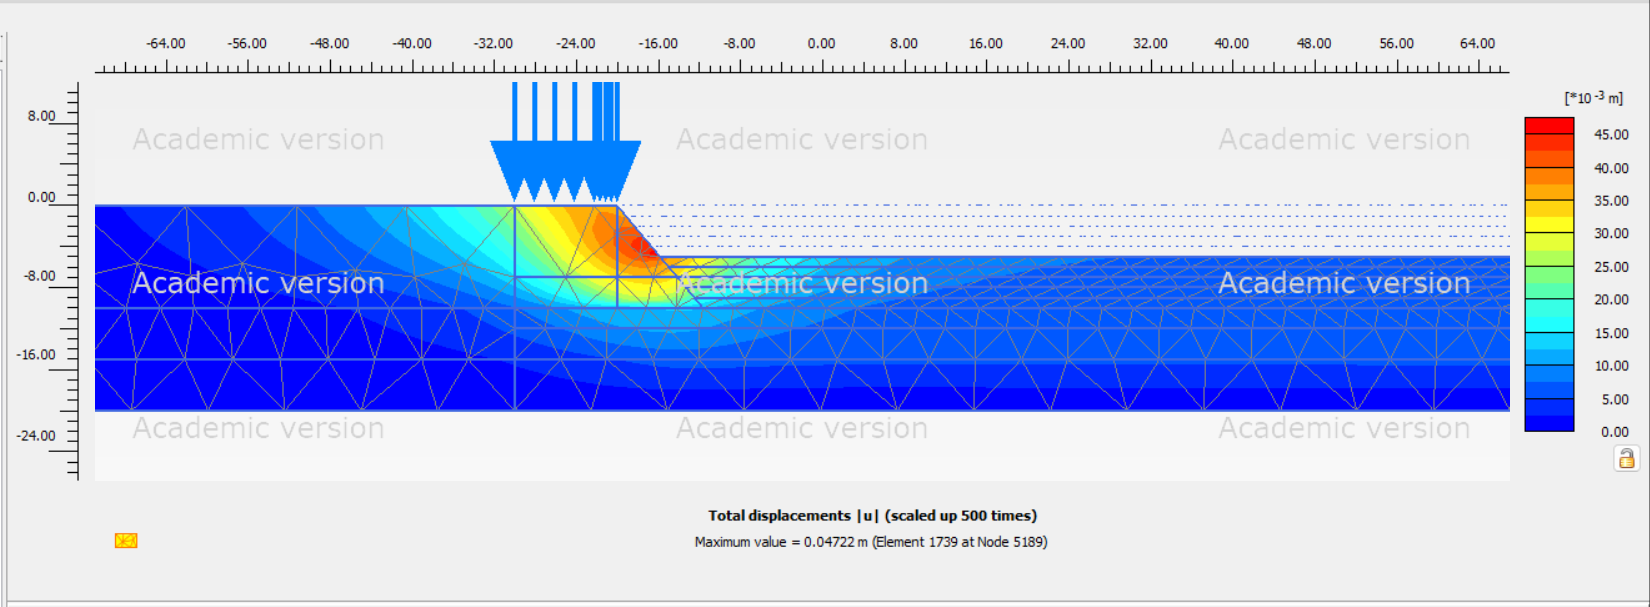 -64.00 -56.00 -48.00 -40.00 -32.00 -24.00 -16.00 -8.00 0.00 8.00 16.00 24.00 32.00 40.00 48.00 56.00 64.00
[*10⁻³ m]
8.00
Academic version Academic version Academic version
45.00
40.00
0.00
35.00
30.00
-8.00
Academic version Academic version Academic version
25.00
20.00
15.00
-16.00
10.00
5.00
-24.00
Academic version Academic version Academic version
0.00
Total displacements |u| (scaled up 500 times)
Maximum value = 0.04722 m (Element 1739 at Node 5189)